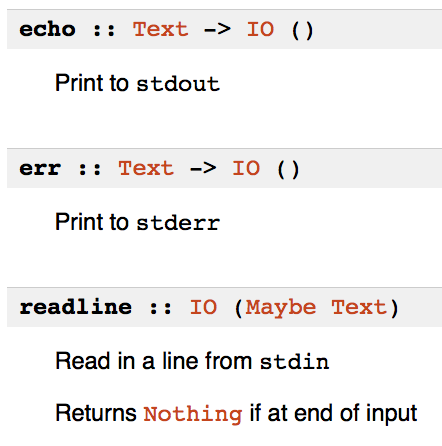 echo :: Text -> IO ()
Print to stdout
err :: Text -> IO ()
Print to stderr
readline :: IO (Maybe Text)
Read in a line from stdin
Returns Nothing if at end of input